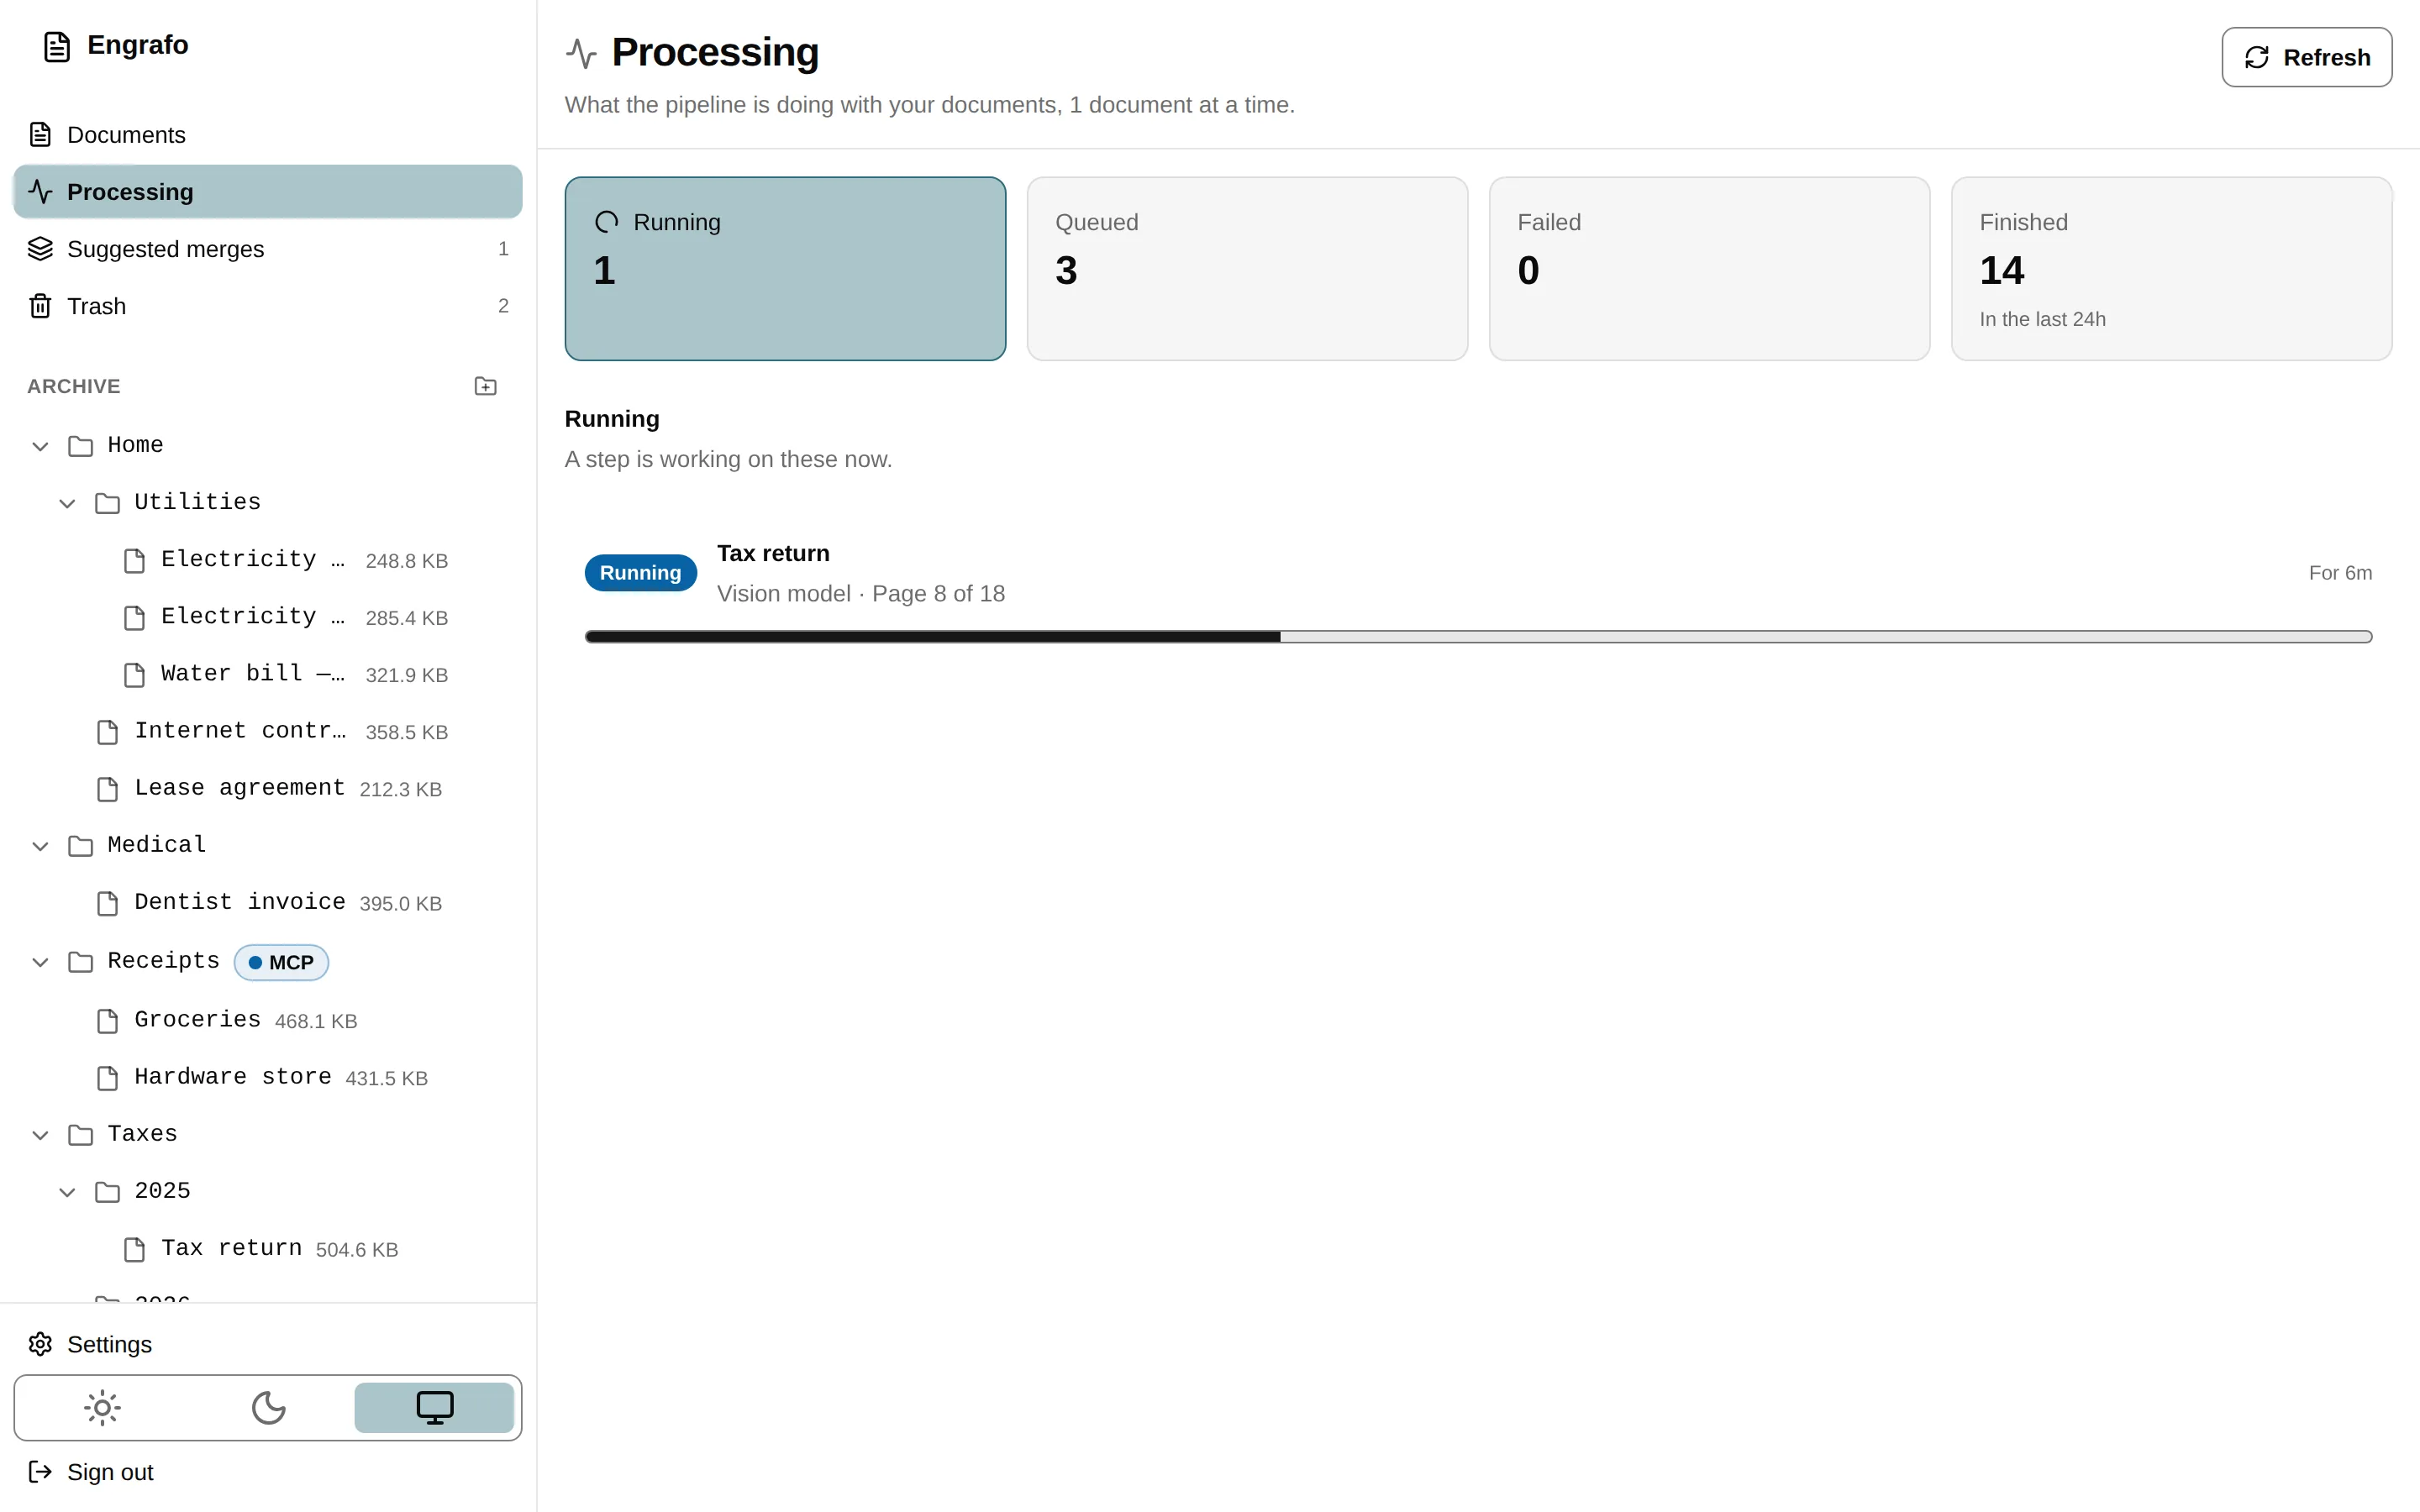 Engrafo
Documents
Processing
Suggested merges 1
Trash 2
ARCHIVE
Home
Utilities
Electricity … 248.8 KB
Electricity … 285.4 KB
Water bill —… 321.9 KB
Internet contr… 358.5 KB
Lease agreement 212.3 KB
Medical
Dentist invoice 395.0 KB
Receipts MCP
Groceries 468.1 KB
Hardware store 431.5 KB
Taxes
2025
Tax return 504.6 KB
2026
Settings
Sign out
Processing
Refresh
What the pipeline is doing with your documents, 1 document at a time.
Running
1
Queued
3
Failed
0
Finished
14
In the last 24h
Running
A step is working on these now.
Running
Tax return
Vision model · Page 8 of 18
For 6m